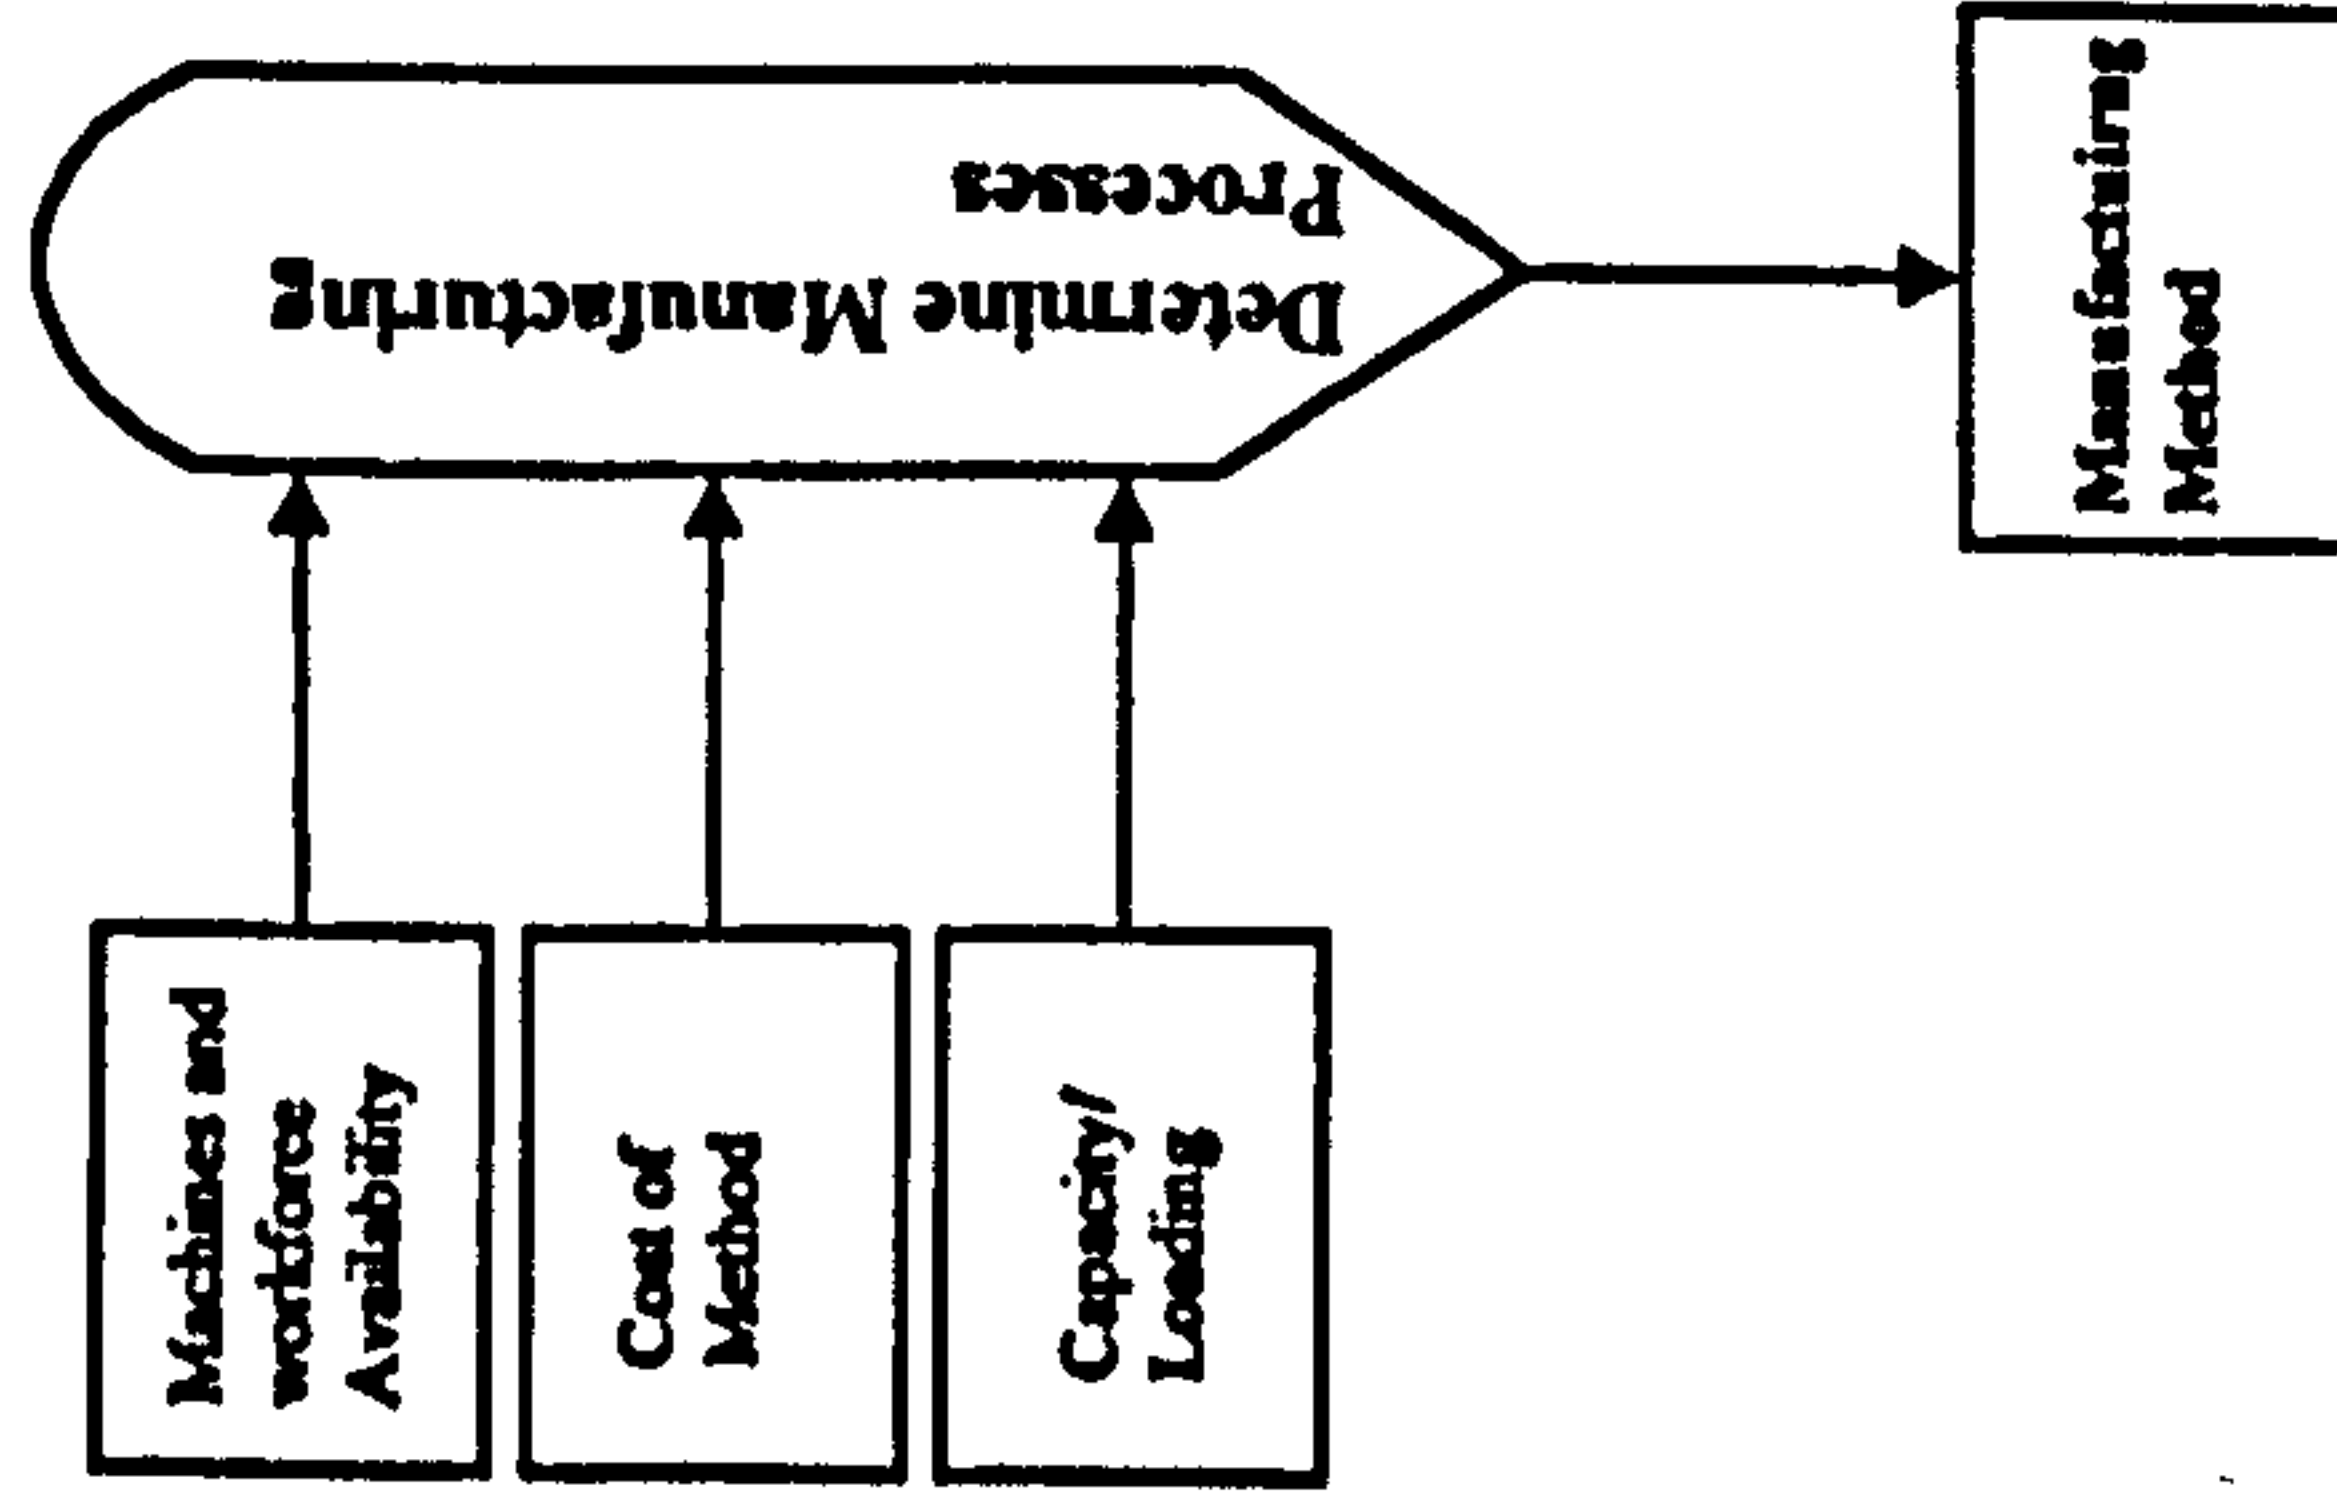 Determine Manufacturing
Processes
Manufacturing
Method
Machines and
workforce
Availability
Cost of
Method
Capacity/
Loading